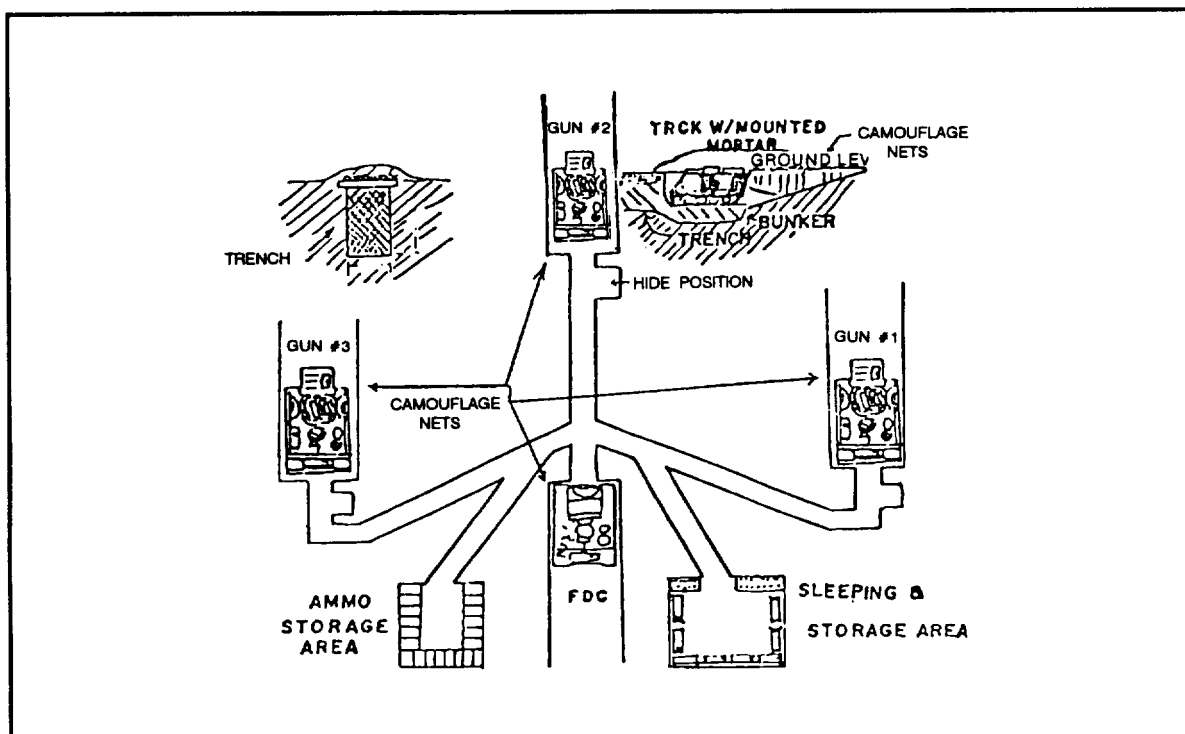 GUN #2
TRCK W/MOUNTED
MORTAR
CAMOUFLAGE
NETS
GROUND LEV
BUNKER
TRENCH
TRENCH
HIDE POSITION
GUN #3
GUN #1
CAMOUFLAGE
NETS
AMMO
STORAGE
AREA
FDC
SLEEPING &
STORAGE AREA